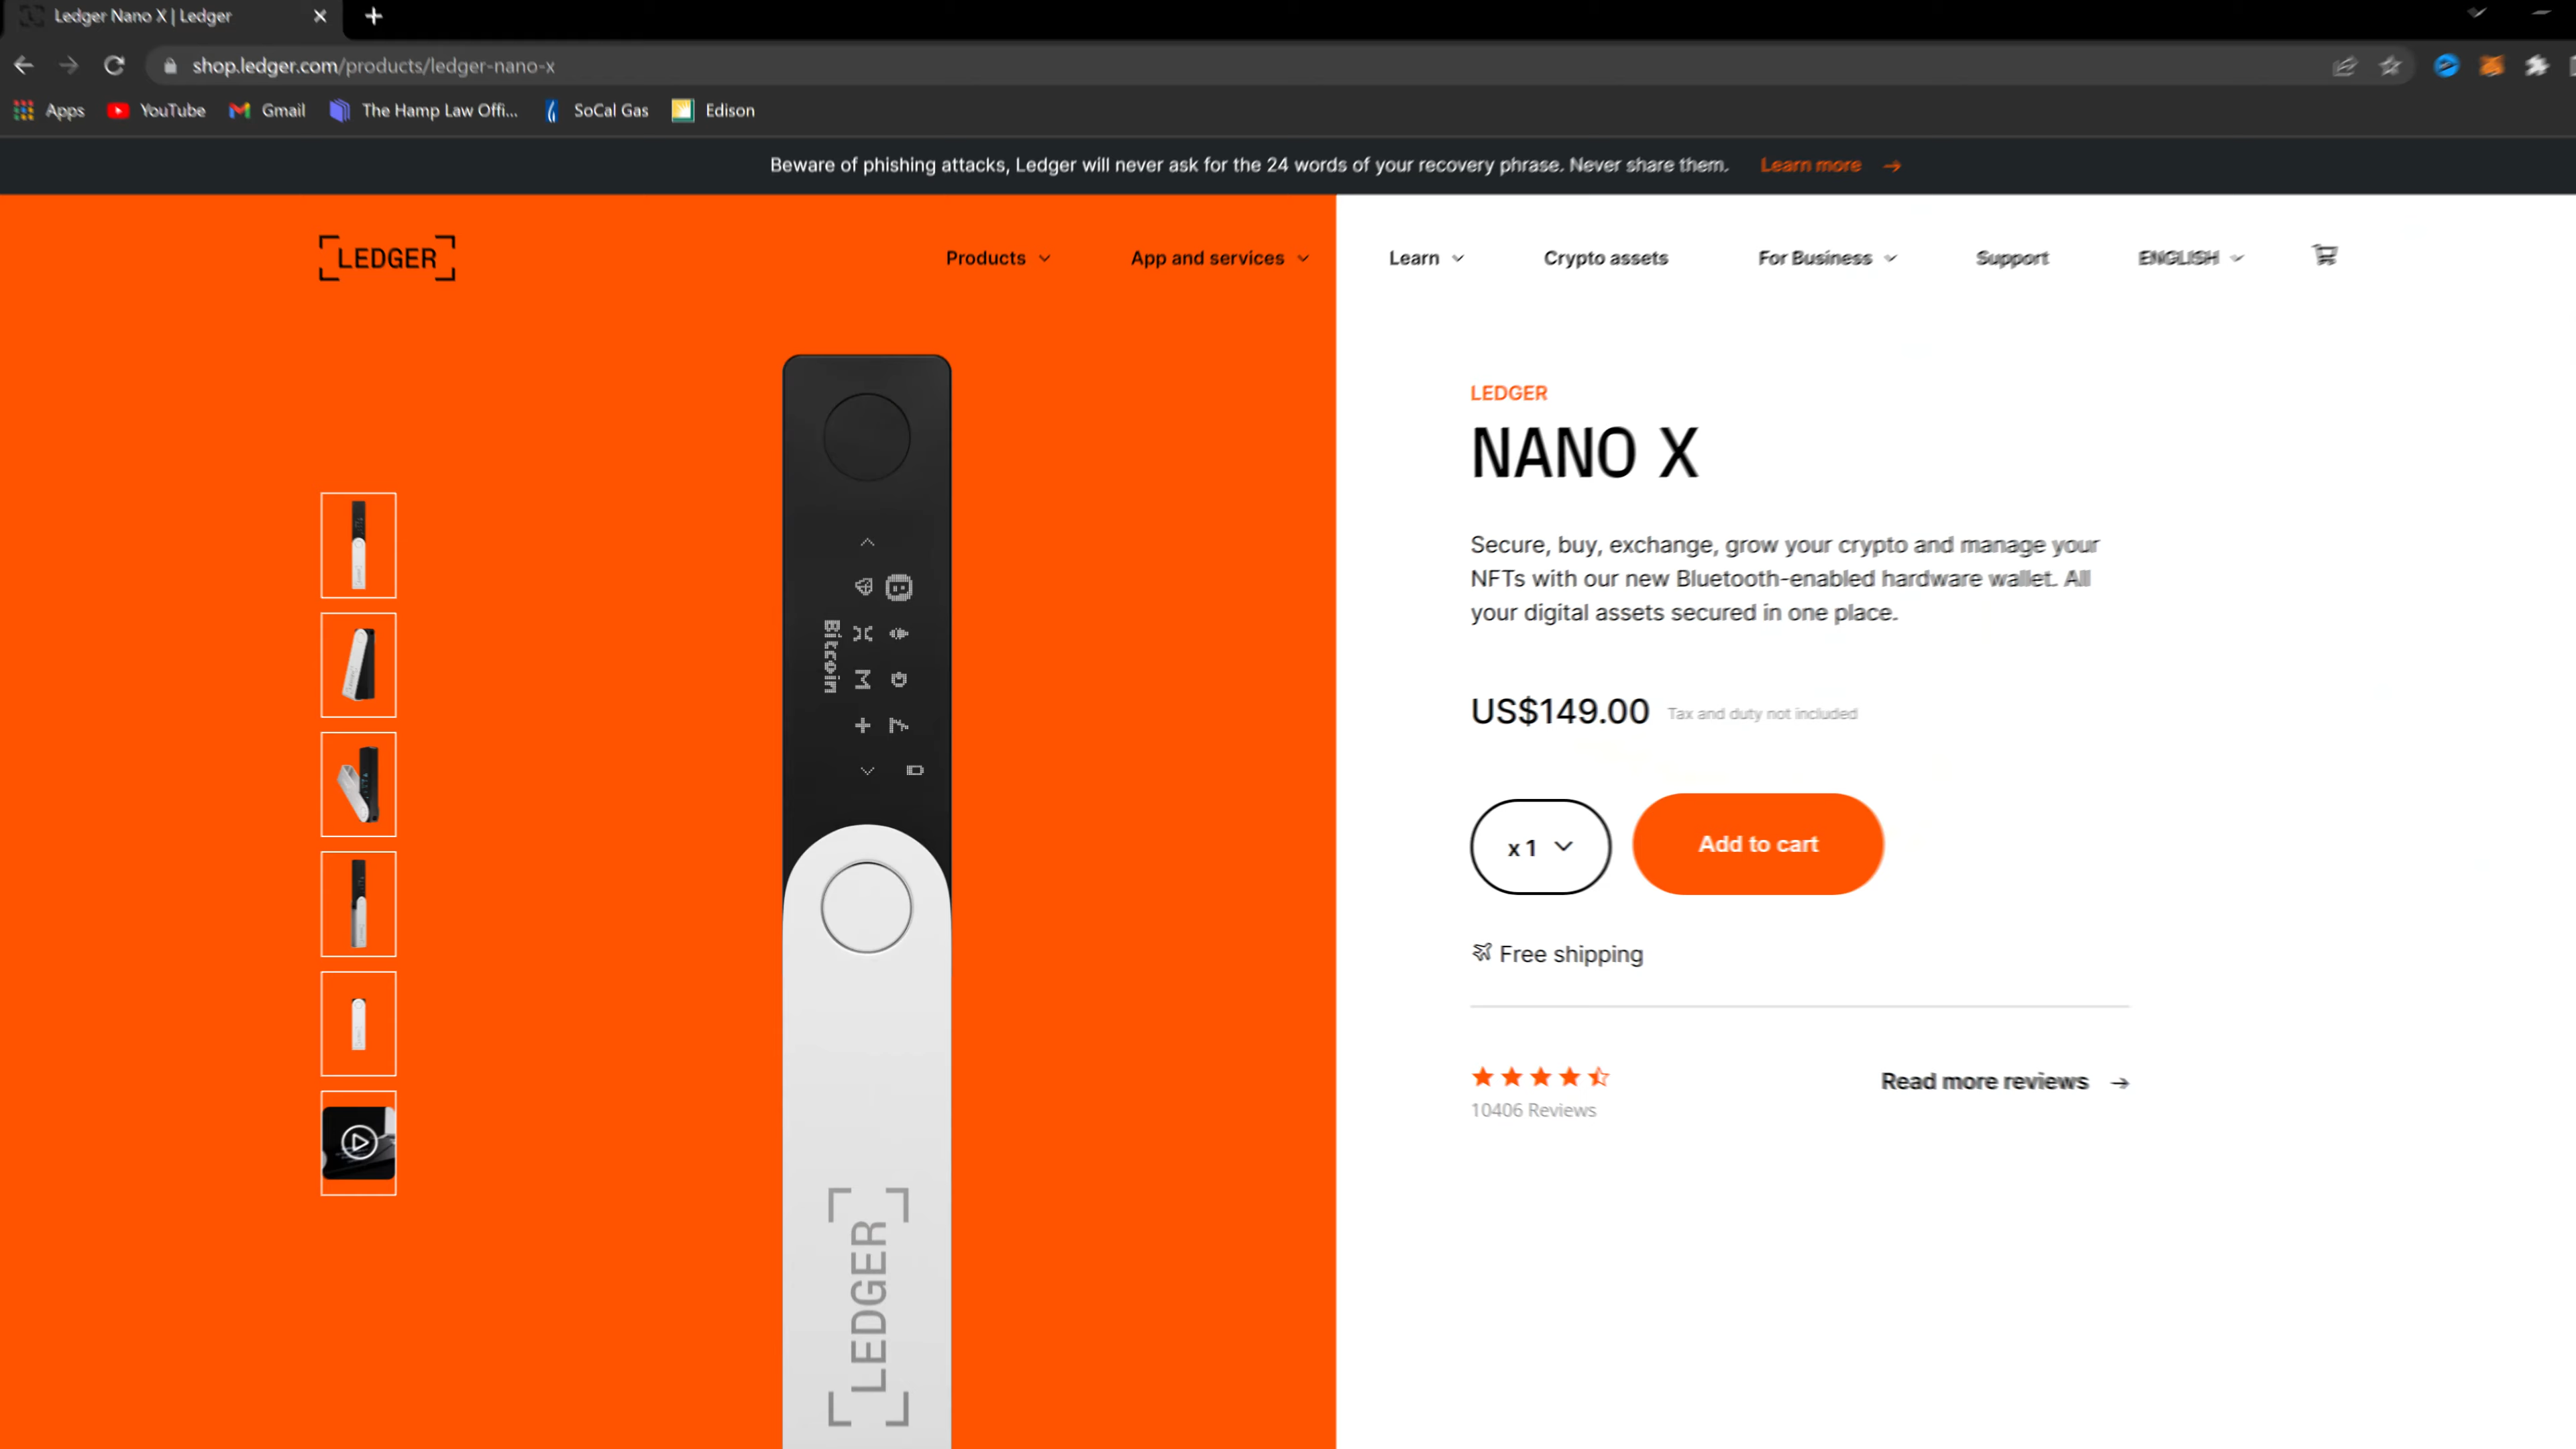 Ledger Nano X | Ledger
shop.ledger.com/products/ledger-nano-x
Apps YouTube Gmail The Hamp Law Offi... SoCal Gas Edison
Beware of phishing attacks, Ledger will never ask for the 24 words of your recovery phrase. Never share them. Learn more →
LEDGER Products App and services Learn Crypto assets For Business Support ENGLISH
LEDGER
NANO X
Secure, buy, exchange, grow your crypto and manage your
NFTs with our new Bluetooth-enabled hardware wallet. All
your digital assets secured in one place.
Bitcoin
US$149.00 Tax and duty not included
x 1 Add to cart
Free shipping
Read more reviews →
10406 Reviews
LEDGER